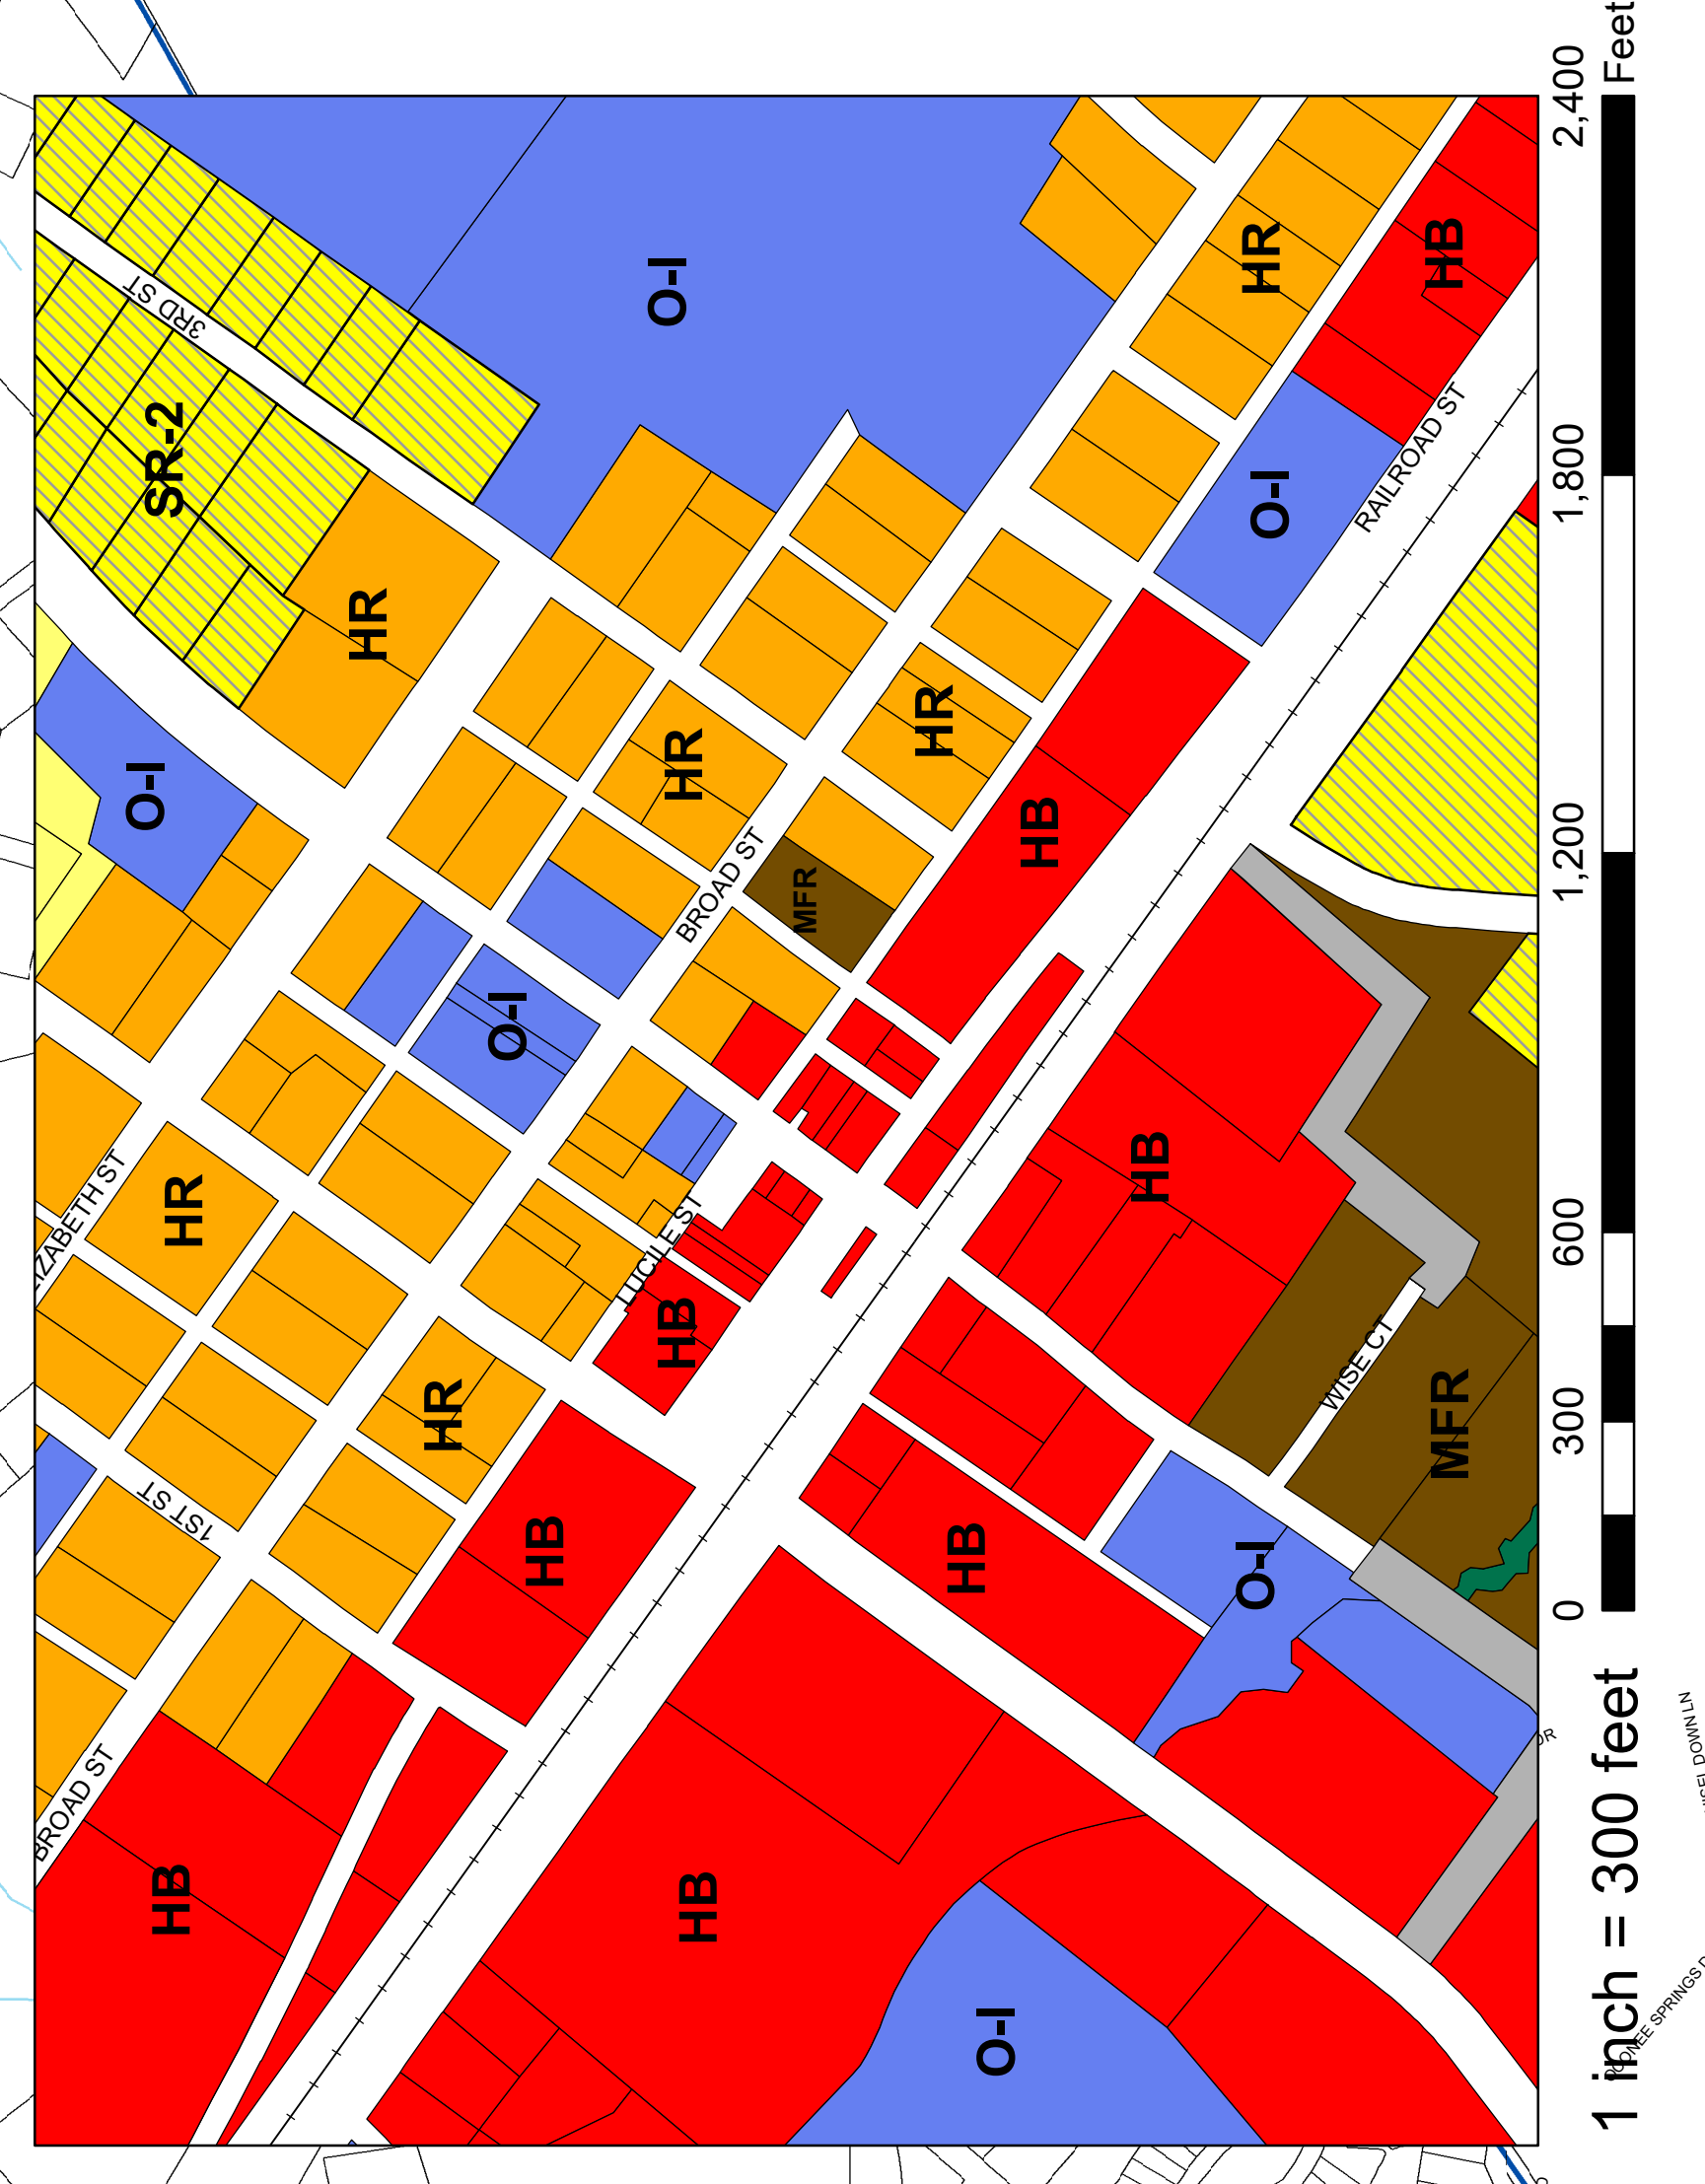 3RD ST
SR-2
O-I
HR
O-I
HR
HB
O-I
RAILROAD ST
HR
HR
HB
BROAD ST
MFR
O-I
HB
HR
LUCILE ST
HB
HR
1ST ST
HB
WISE CT
MFR
HB
O-I
BROAD ST
HB
HB
O-I
0
300
600
1,200
1,800
2,400
Feet
1 inch = 300 feet